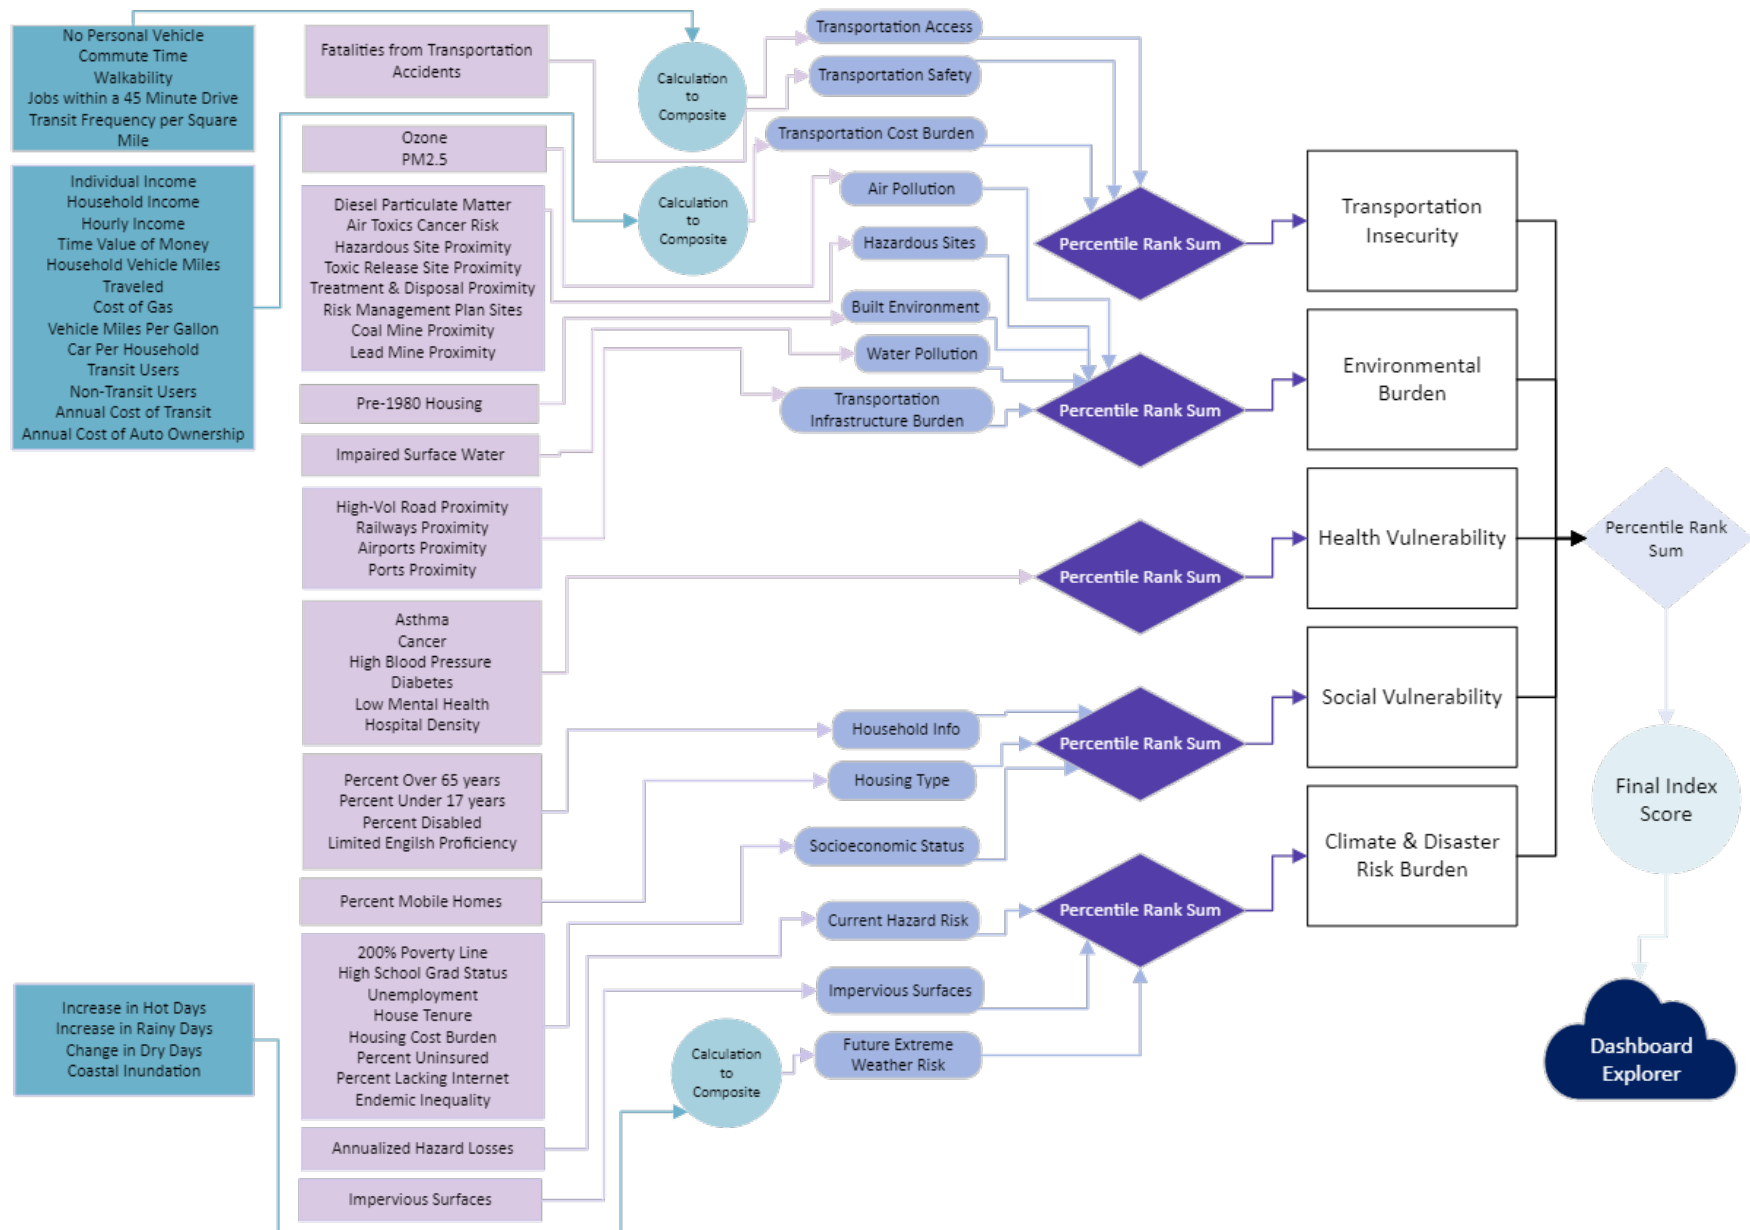 No Personal Vehicle
Commute Time
Walkability
Jobs within a 45 Minute Drive
Transit Frequency per Square
Mile
Individual Income
Household Income
Hourly Income
Time Value of Money
Household Vehicle Miles
Traveled
Cost of Gas
Vehicle Miles Per Gallon
Car Per Household
Transit Users
Non-Transit Users
Annual Cost of Transit
Annual Cost of Auto Ownership
Increase in Hot Days
Increase in Rainy Days
Change in Dry Days
Coastal Inundation
Fatalities from Transportation
Accidents
Ozone
PM2.5
Diesel Particulate Matter
Air Toxics Cancer Risk
Hazardous Site Proximity
Toxic Release Site Proximity
Treatment & Disposal Proximity
Risk Management Plan Sites
Coal Mine Proximity
Lead Mine Proximity
Pre-1980 Housing
Impaired Surface Water
High-Vol Road Proximity
Railways Proximity
Airports Proximity
Ports Proximity
Asthma
Cancer
High Blood Pressure
Diabetes
Low Mental Health
Hospital Density
Percent Over 65 years
Percent Under 17 years
Percent Disabled
Limited Engilsh Proficiency
Percent Mobile Homes
200% Poverty Line
High School Grad Status
Unemployment
House Tenure
Housing Cost Burden
Percent Uninsured
Percent Lacking Internet
Endemic Inequality
Annualized Hazard Losses
Impervious Surfaces
Calculation
to
Composite
Calculation
to
Composite
Calculation
to
Composite
Transportation Access
Transportation Safety
Transportation Cost Burden
Air Pollution
Hazardous Sites
Built Environment
Water Pollution
Transportation
Infrastructure Burden
Household Info
Housing Type
Socioeconomic Status
Current Hazard Risk
Impervious Surfaces
Future Extreme
Weather Risk
Percentile Rank Sum
Percentile Rank Sum
Percentile Rank Sum
Percentile Rank Sum
Percentile Rank Sum
Transportation
Insecurity
Environmental
Burden
Health Vulnerability
Social Vulnerability
Climate & Disaster
Risk Burden
Percentile Rank
Sum
Final Index
Score
Dashboard
Explorer